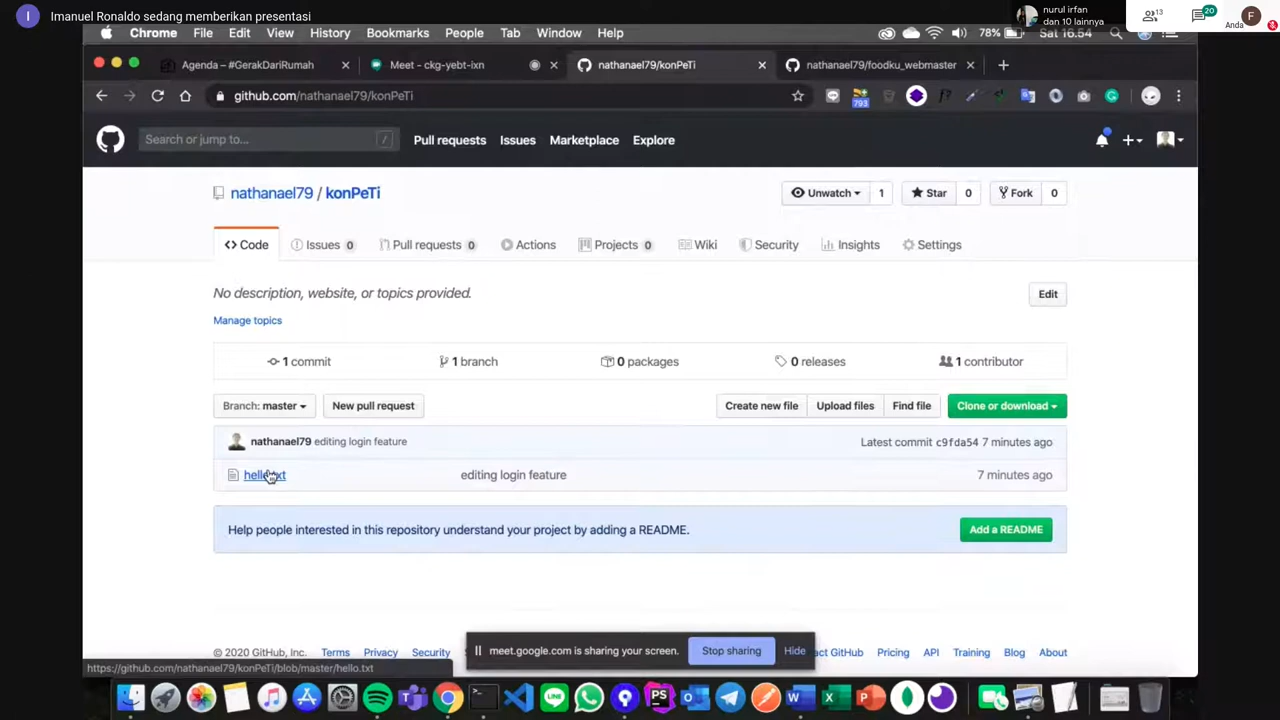 I Imanuel Ronaldo sedang memberikan presentasi
nurul irfan
dan 10 lainnya
13
20
F
Anda
Chrome File Edit View History Bookmarks People Tab Window Help
78% Sat 16.54
Agenda – #GerakDariRumah
Meet - ckg-yebt-ixn
nathanael79/konPeTi
nathanael79/foodku_webmaster
github.com/nathanael79/konPeTi
793
f?
Search or jump to... /
Pull requests Issues Marketplace Explore
nathanael79 / konPeTi
Unwatch 1 Star 0 Fork 0
<> Code Issues 0 Pull requests 0 Actions Projects 0 Wiki Security Insights Settings
No description, website, or topics provided.
Edit
Manage topics
1 commit 1 branch 0 packages 0 releases 1 contributor
Branch: master New pull request Create new file Upload files Find file Clone or download
nathanael79 editing login feature Latest commit c9fda54 7 minutes ago
hello.txt editing login feature 7 minutes ago
Help people interested in this repository understand your project by adding a README.
Add a README
meet.google.com is sharing your screen. Stop sharing Hide
© 2020 GitHub, Inc. Terms Privacy Security GitHub Pricing API Training Blog About
https://github.com/nathanael79/konPeTi/blob/master/hello.txt